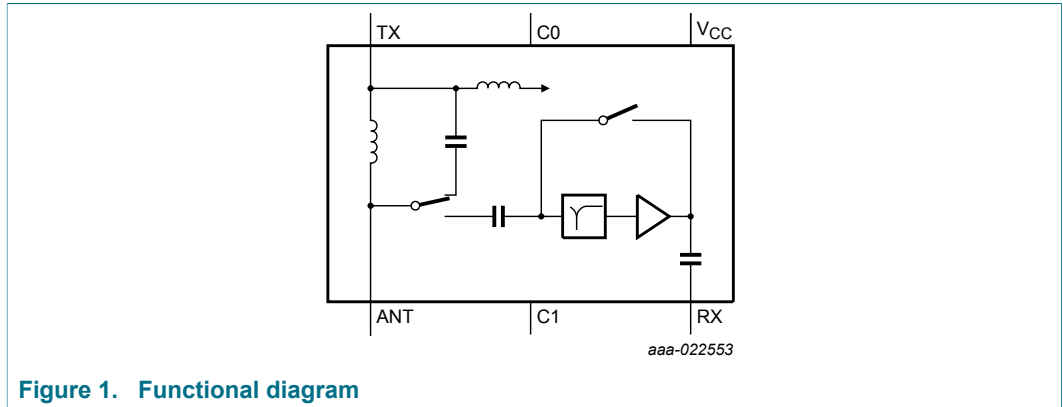 TX C0 VCC
ANT C1 RX
aaa-022553
Figure 1. Functional diagram